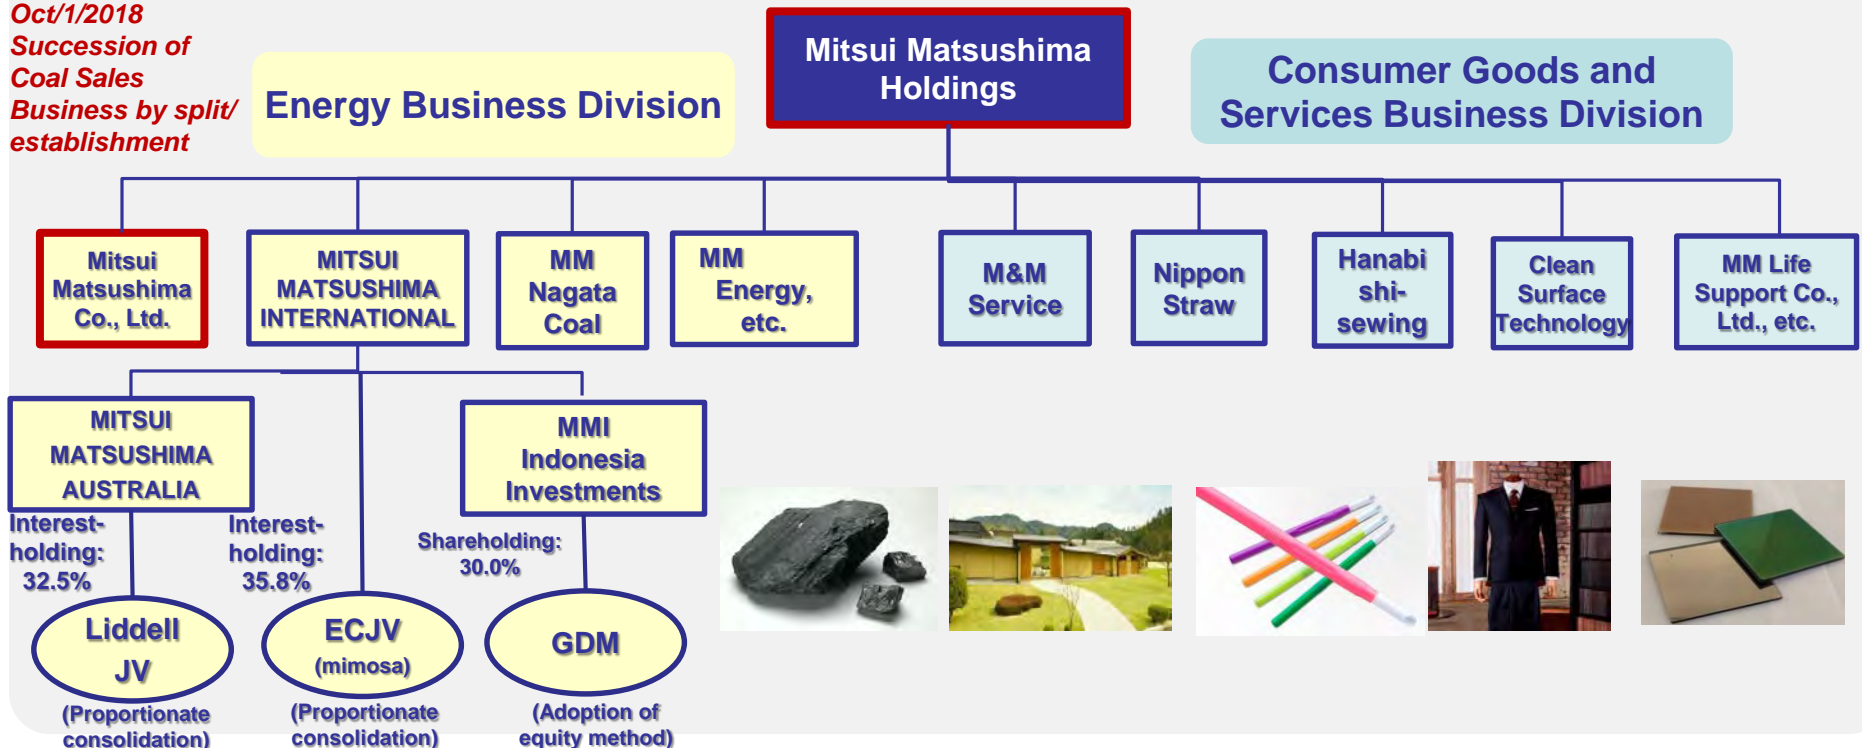 Oct/1/2018
Succession of
Coal Sales
Business by split/
establishment
Energy Business Division
Mitsui Matsushima
Holdings
Consumer Goods and
Services Business Division
Mitsui
Matsushima
Co., Ltd.
MITSUI
MATSUSHIMA
INTERNATIONAL
MM
Nagata
Coal
MM
Energy,
etc.
M&M
Service
Nippon
Straw
Hanabi
shi-
sewing
Clean
Surface
Technology
MM Life
Support Co.,
Ltd., etc.
MITSUI
MATSUSHIMA
AUSTRALIA
MMI
Indonesia
Investments
Interest-
holding:
32.5%
Interest-
holding:
35.8%
Shareholding:
30.0%
Liddell
JV
ECJV
(mimosa)
GDM
(Proportionate
consolidation)
(Proportionate
consolidation)
(Adoption of
equity method)